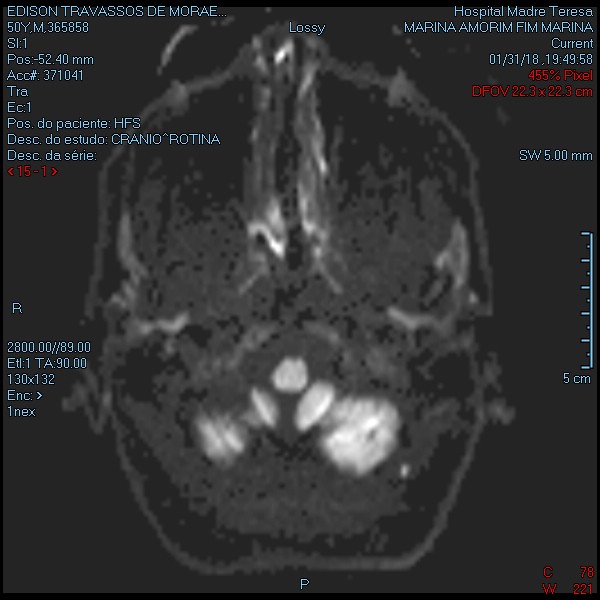 EDISON TRAVASSOS DE MORAE...
50Y,M,365858
Sl:1
Pos:-52.40 mm
Acc#: 371041
Tra
Ec:1
Pos. do paciente: HFS
Desc. do estudo: CRANIO^ROTINA
Desc. da série:
< 15 - 1 >
Lossy
Hospital Madre Teresa
MARINA AMORIM FIM MARINA
Current
01/31/18 ,19:49:58
455% Pixel
DFOV 22.3 x 22.3 cm
SW 5.00 mm
R
2800.00//89.00
Etl:1 TA:90.00
130x132
Enc: >
1nex
5 cm
P
C 78
W 221